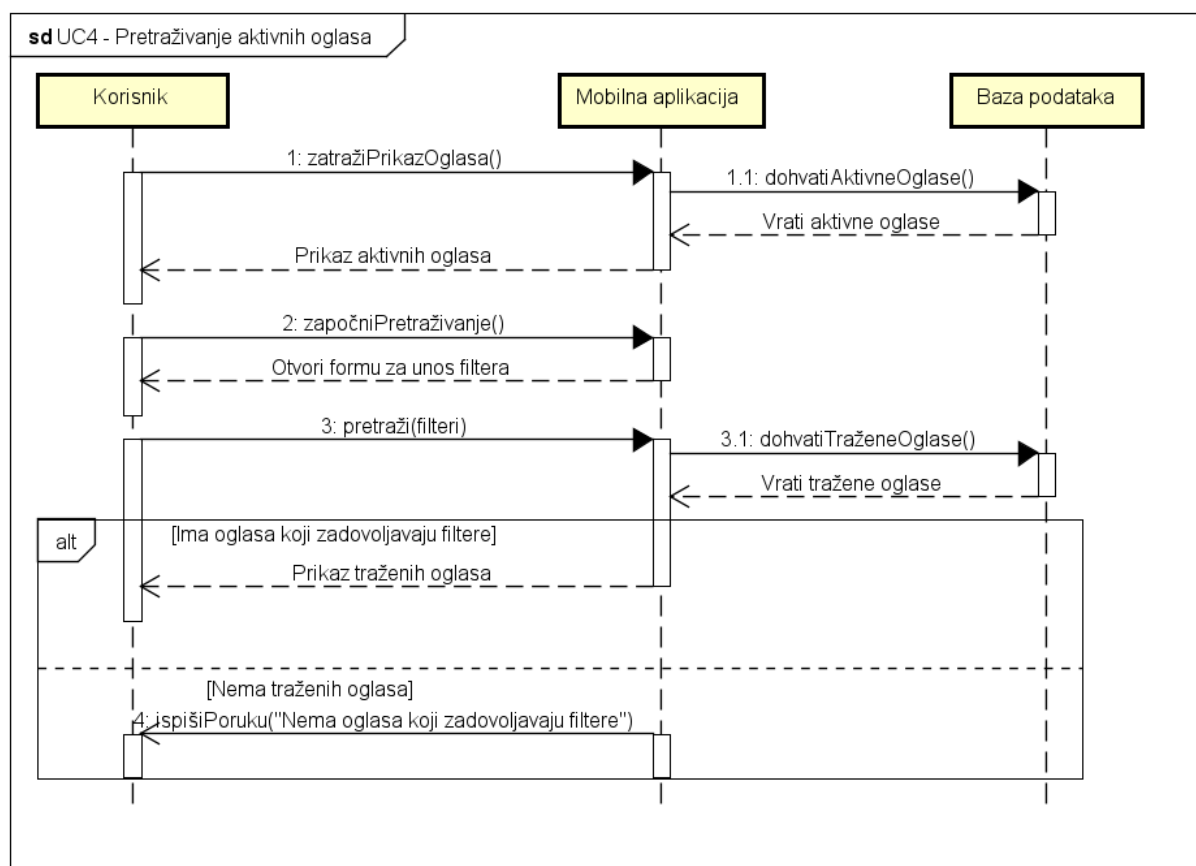 sd UC4 - Pretraživanje aktivnih oglasa
Korisnik
Mobilna aplikacija
Baza podataka
1: zatražiPrikazOglasa()
1.1: dohvatiAktivneOglase()
Vrati aktivne oglase
Prikaz aktivnih oglasa
2: započniPretraživanje()
Otvori formu za unos filtera
3: pretraži(filteri)
3.1: dohvatiTraženeOglase()
Vrati tražene oglase
alt
[Ima oglasa koji zadovoljavaju filtere]
Prikaz traženih oglasa
[Nema traženih oglasa]
4: ispišiPoruku("Nema oglasa koji zadovoljavaju filtere")